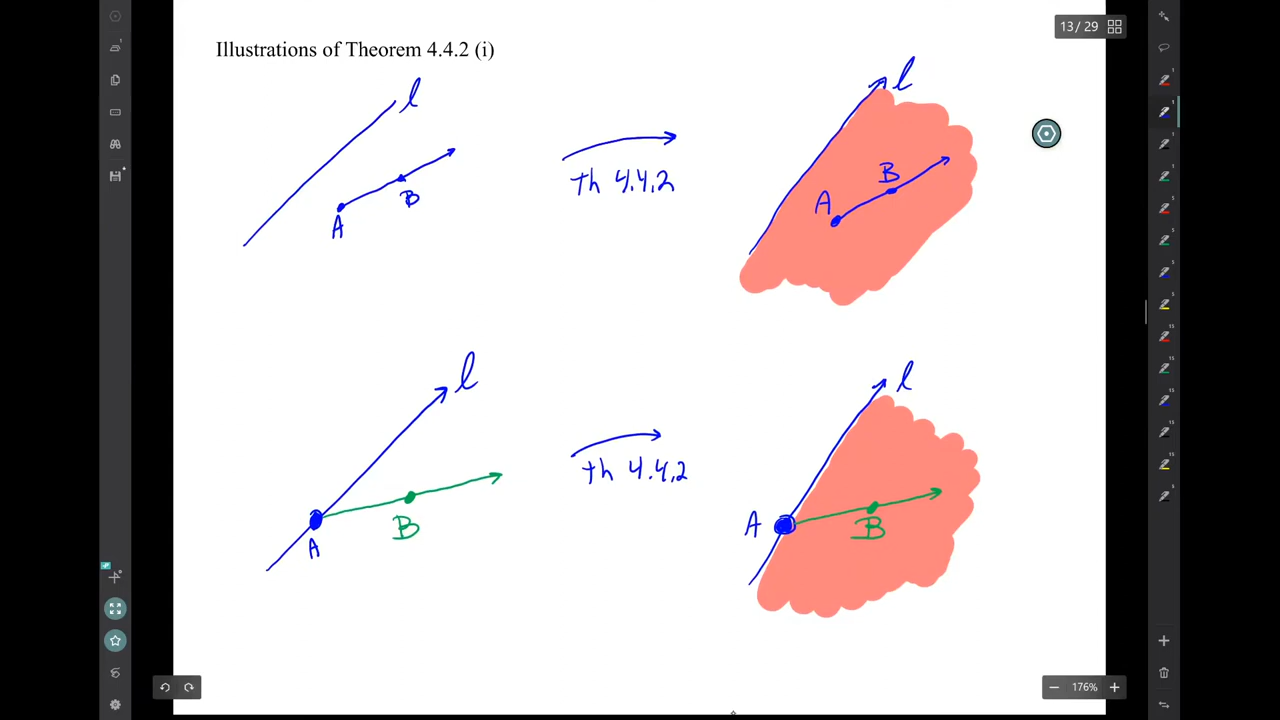 13 / 29
Illustrations of Theorem 4.4.2 (i)
l
l
B
A
Th 4.4.2
B
A
l
l
A
B
Th 4.4.2
A
B
176%